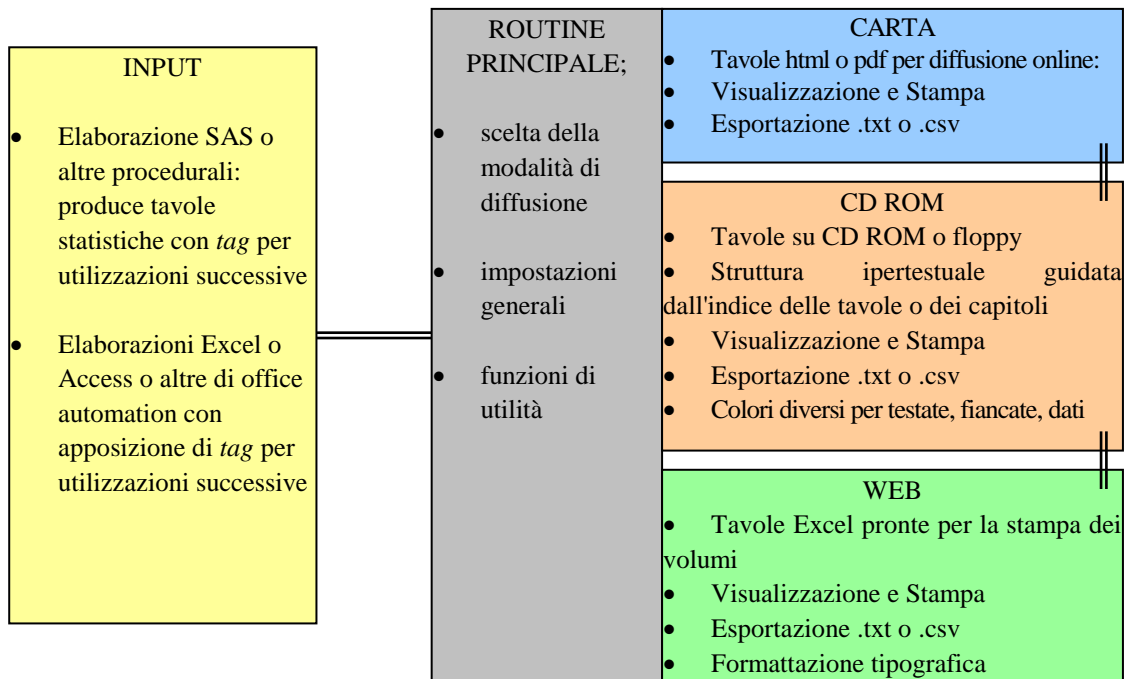 INPUT
• Elaborazione SAS o
altre procedurali:
produce tavole
statistiche con tag per
utilizzazioni successive
• Elaborazioni Excel o
Access o altre di office
automation con
apposizione di tag per
utilizzazioni successive
ROUTINE
PRINCIPALE;
• scelta della
modalità di
diffusione
• impostazioni
generali
• funzioni di
utilità
CARTA
• Tavole html o pdf per diffusione online:
• Visualizzazione e Stampa
• Esportazione .txt o .csv
CD ROM
• Tavole su CD ROM o floppy
• Struttura ipertestuale guidata
dall'indice delle tavole o dei capitoli
• Visualizzazione e Stampa
• Esportazione .txt o .csv
• Colori diversi per testate, fiancate, dati
WEB
• Tavole Excel pronte per la stampa dei
volumi
• Visualizzazione e Stampa
• Esportazione .txt o .csv
• Formattazione tipografica